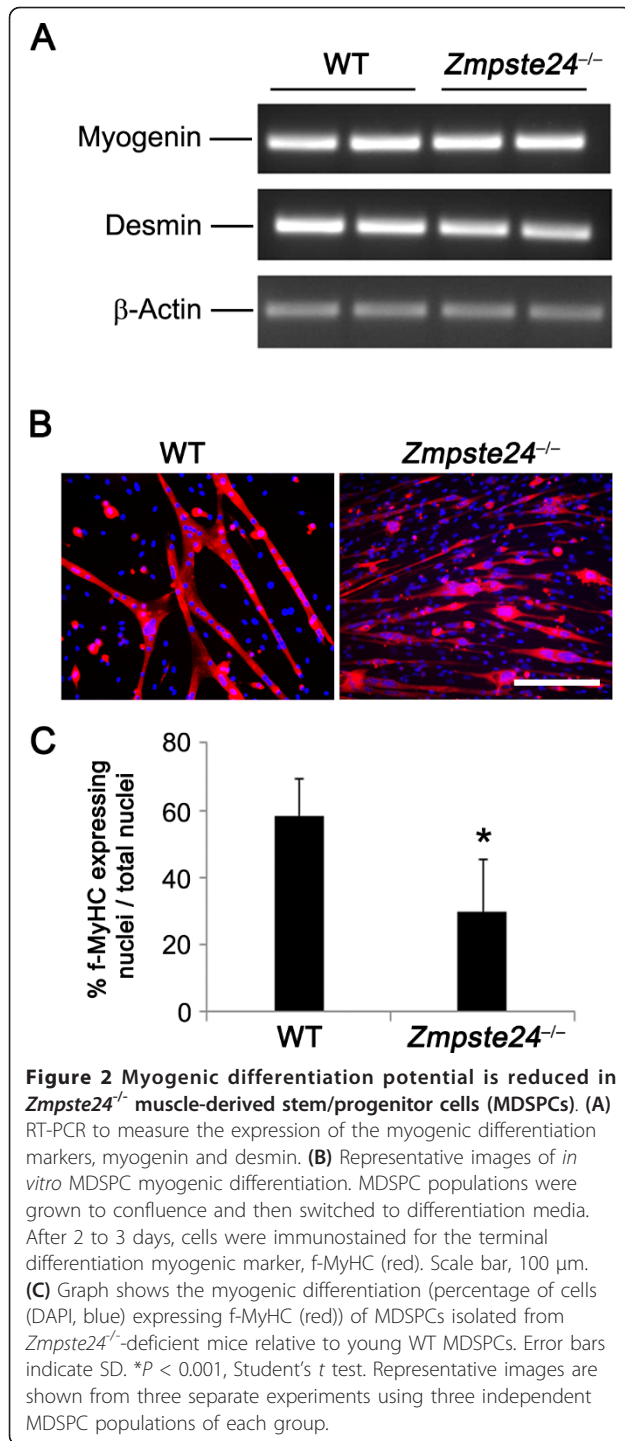 A
WT Zmpste24–/–
Myogenin
Desmin
β-Actin
B
WT Zmpste24–/–
C
80
60
40
20
0
% f-MyHC expressing
nuclei / total nuclei
*
WT Zmpste24–/–
Figure 2 Myogenic differentiation potential is reduced in
Zmpste24-/- muscle-derived stem/progenitor cells (MDSPCs). (A)
RT-PCR to measure the expression of the myogenic differentiation
markers, myogenin and desmin. (B) Representative images of in
vitro MDSPC myogenic differentiation. MDSPC populations were
grown to confluence and then switched to differentiation media.
After 2 to 3 days, cells were immunostained for the terminal
differentiation myogenic marker, f-MyHC (red). Scale bar, 100 μm.
(C) Graph shows the myogenic differentiation (percentage of cells
(DAPI, blue) expressing f-MyHC (red)) of MDSPCs isolated from
Zmpste24-/--deficient mice relative to young WT MDSPCs. Error bars
indicate SD. *P < 0.001, Student's t test. Representative images are
shown from three separate experiments using three independent
MDSPC populations of each group.